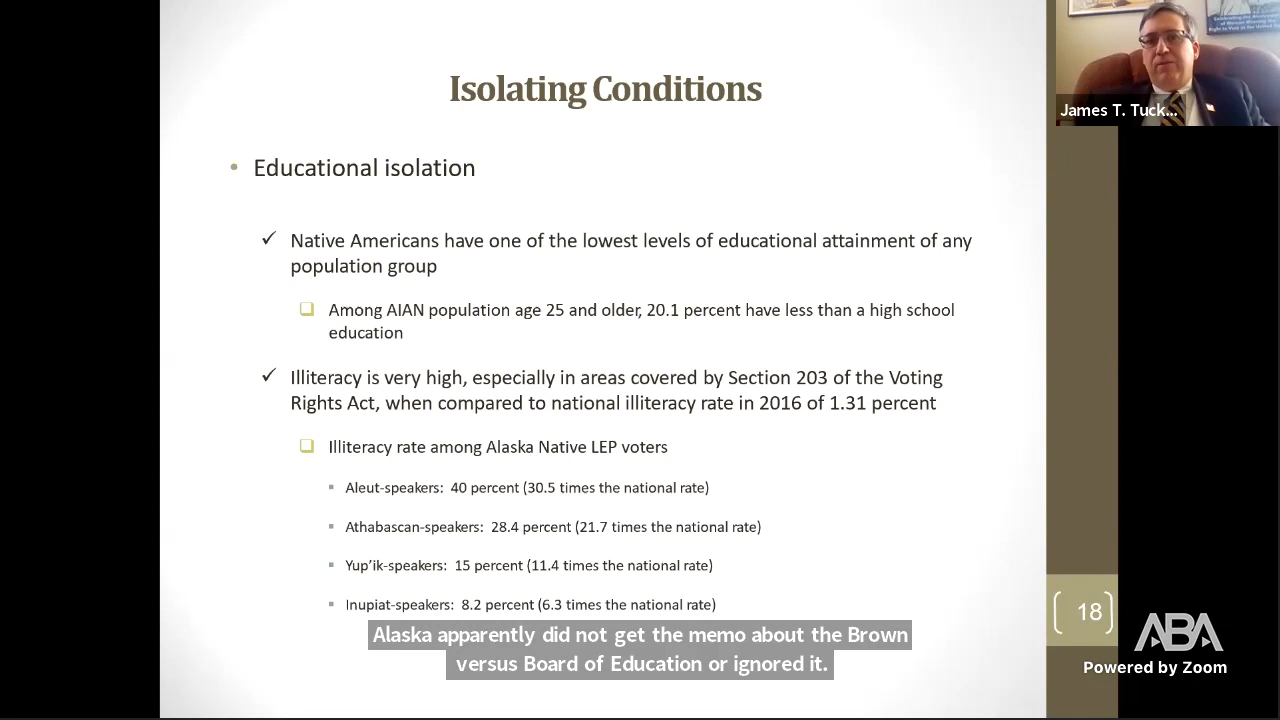 Isolating Conditions
• Educational isolation
✓ Native Americans have one of the lowest levels of educational attainment of any
population group
❑ Among AIAN population age 25 and older, 20.1 percent have less than a high school
education
✓ Illiteracy is very high, especially in areas covered by Section 203 of the Voting
Rights Act, when compared to national illiteracy rate in 2016 of 1.31 percent
❑ Illiteracy rate among Alaska Native LEP voters
▪ Aleut-speakers: 40 percent (30.5 times the national rate)
▪ Athabascan-speakers: 28.4 percent (21.7 times the national rate)
▪ Yup’ik-speakers: 15 percent (11.4 times the national rate)
▪ Inupiat-speakers: 8.2 percent (6.3 times the national rate)
Alaska apparently did not get the memo about the Brown
versus Board of Education or ignored it.
James T. Tuck...
18
ABA
Powered by Zoom